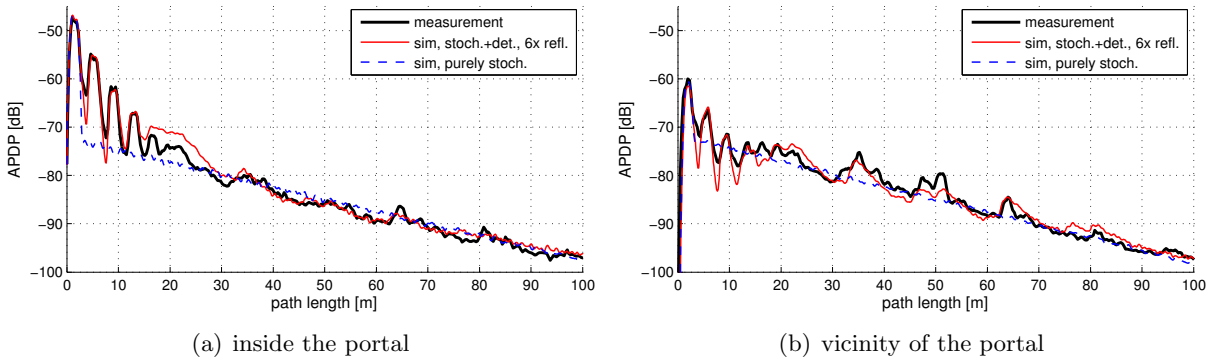 −50
−60
−70
−80
−90
−100
APDP [dB]
0 10 20 30 40 50 60 70 80 90 100
path length [m]
measurement
sim, stoch.+det., 6x refl.
sim, purely stoch.
(a) inside the portal
−50
−60
−70
−80
−90
−100
APDP [dB]
0 10 20 30 40 50 60 70 80 90 100
path length [m]
measurement
sim, stoch.+det., 6x refl.
sim, purely stoch.
(b) vicinity of the portal